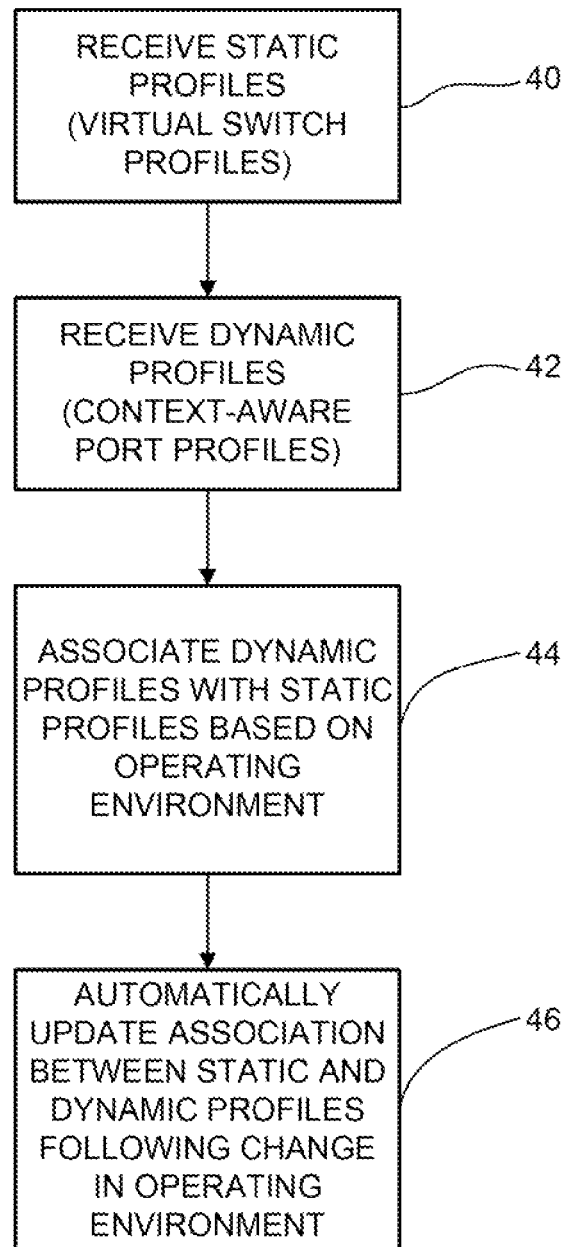 RECEIVE STATIC
PROFILES
(VIRTUAL SWITCH
PROFILES)
40
RECEIVE DYNAMIC
PROFILES
(CONTEXT-AWARE
PORT PROFILES)
42
ASSOCIATE DYNAMIC
PROFILES WITH STATIC
PROFILES BASED ON
OPERATING
ENVIRONMENT
44
AUTOMATICALLY
UPDATE ASSOCIATION
BETWEEN STATIC AND
DYNAMIC PROFILES
FOLLOWING CHANGE
IN OPERATING
ENVIRONMENT
46